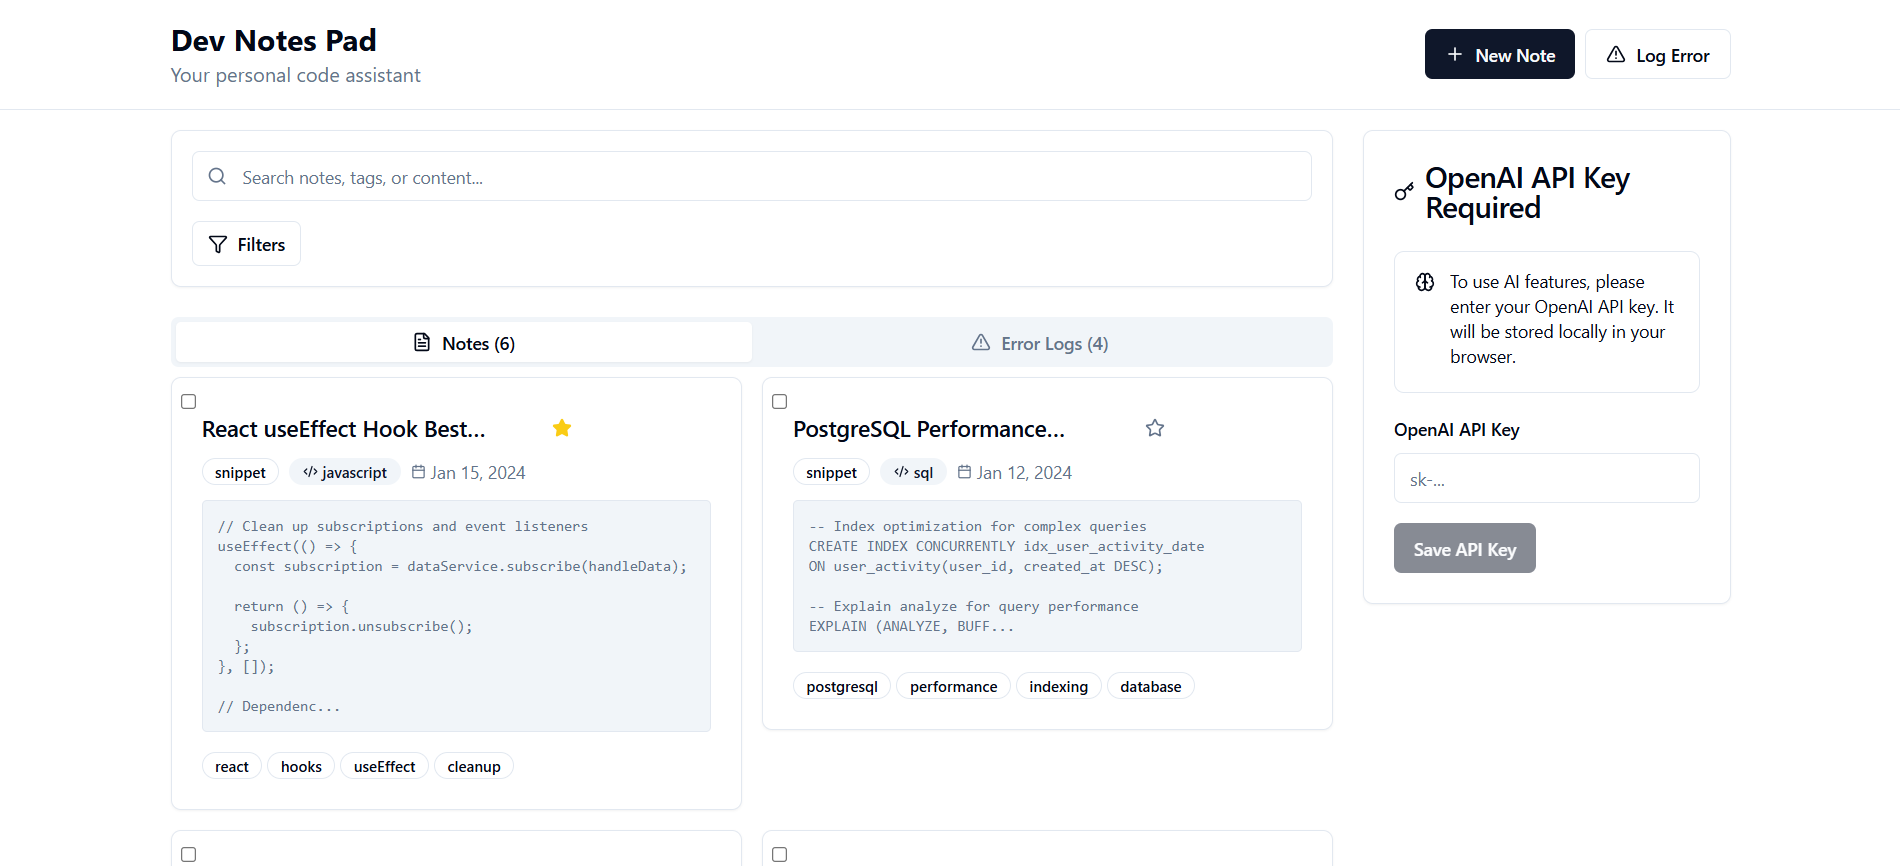 Dev Notes Pad
Your personal code assistant
New Note
Log Error
Search notes, tags, or content...
Filters
Notes (6)
Error Logs (4)
React useEffect Hook Best...
snippet
</> javascript
Jan 15, 2024
// Clean up subscriptions and event listeners
useEffect(() => {
  const subscription = dataService.subscribe(handleData);

  return () => {
    subscription.unsubscribe();
  };
}, []);

// Dependenc...
react
hooks
useEffect
cleanup
PostgreSQL Performance...
snippet
</> sql
Jan 12, 2024
-- Index optimization for complex queries
CREATE INDEX CONCURRENTLY idx_user_activity_date
ON user_activity(user_id, created_at DESC);

-- Explain analyze for query performance
EXPLAIN (ANALYZE, BUFF...
postgresql
performance
indexing
database
OpenAI API Key
Required
To use AI features, please
enter your OpenAI API key. It
will be stored locally in your
browser.
OpenAI API Key
sk-...
Save API Key